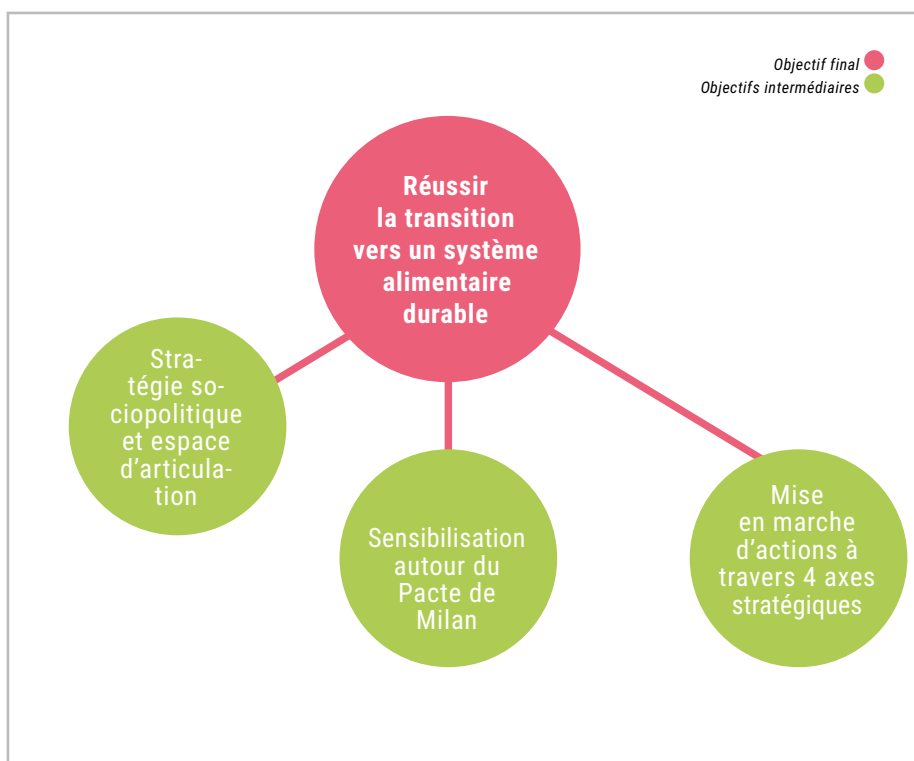 Objectif final
Objectifs intermédiaires
Réussir
la transition
vers un système
alimentaire
durable
Stra-
tégie so-
ciopolitique
et espace
d'articula-
tion
Sensibilisation
autour du
Pacte de
Milan
Mise
en marche
d'actions à
travers 4 axes
stratégiques